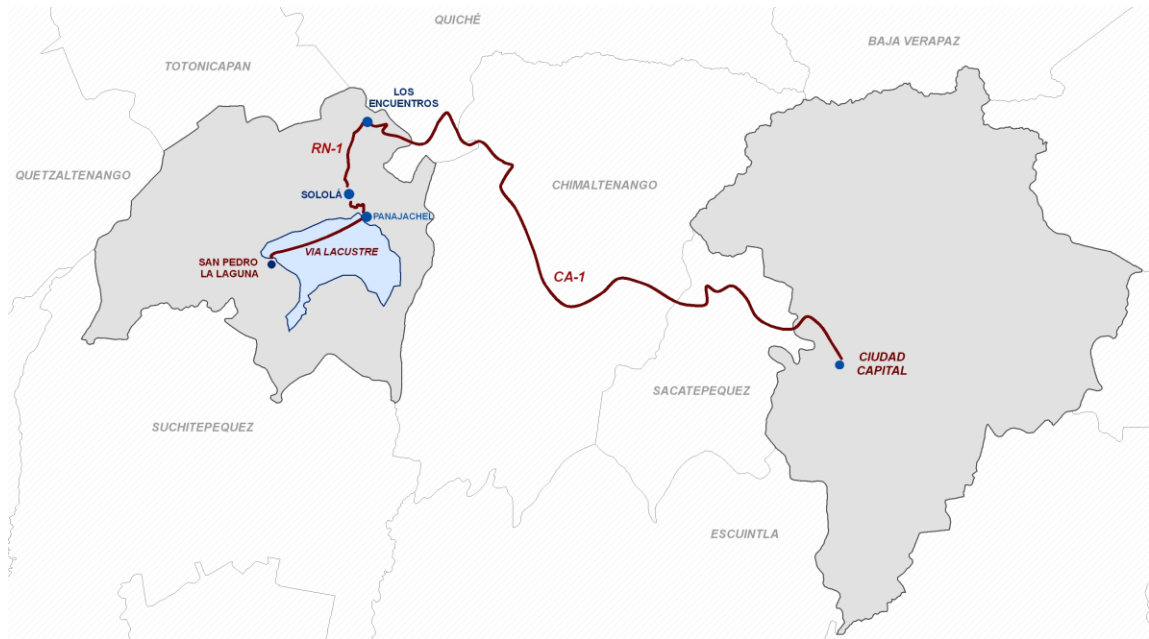 QUICHÉ
BAJA VERAPAZ
TOTONICAPAN
LOS
ENCUENTROS
RN-1
QUETZALTENANGO
CHIMALTENANGO
SOLOLÁ
PANAJACHEL
VIA LACUSTRE
SAN PEDRO
LA LAGUNA
CA-1
CIUDAD
CAPITAL
SACATEPEQUEZ
SUCHITEPEQUEZ
ESCUINTLA